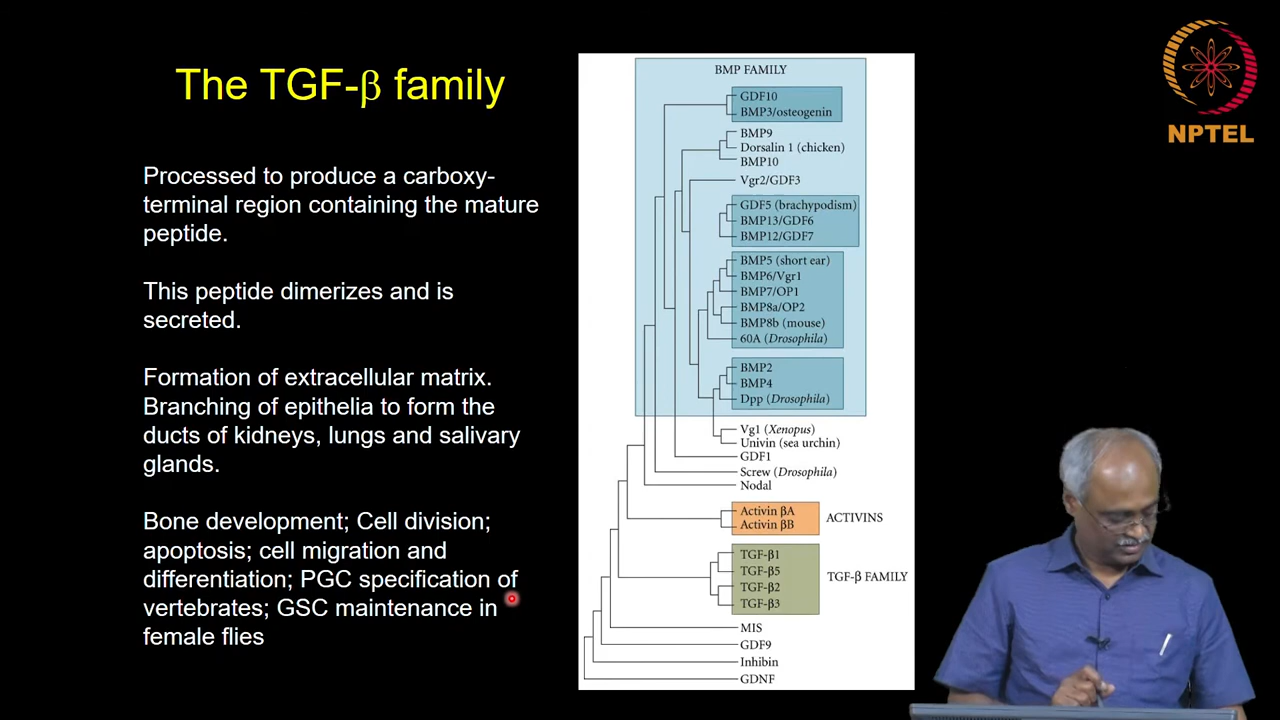 The TGF-β family
Processed to produce a carboxy-
terminal region containing the mature
peptide.
This peptide dimerizes and is
secreted.
Formation of extracellular matrix.
Branching of epithelia to form the
ducts of kidneys, lungs and salivary
glands.
Bone development; Cell division;
apoptosis; cell migration and
differentiation; PGC specification of
vertebrates; GSC maintenance in
female flies
BMP FAMILY
GDF10
BMP3/osteogenin
BMP9
Dorsalin 1 (chicken)
BMP10
Vgr2/GDF3
GDF5 (brachypodism)
BMP13/GDF6
BMP12/GDF7
BMP5 (short ear)
BMP6/Vgr1
BMP7/OP1
BMP8a/OP2
BMP8b (mouse)
60A (Drosophila)
BMP2
BMP4
Dpp (Drosophila)
Vg1 (Xenopus)
Univin (sea urchin)
GDF1
Screw (Drosophila)
Nodal
Activin βA
Activin βB
ACTIVINS
TGF-β1
TGF-β5
TGF-β2
TGF-β3
TGF-β FAMILY
MIS
GDF9
Inhibin
GDNF
NPTEL